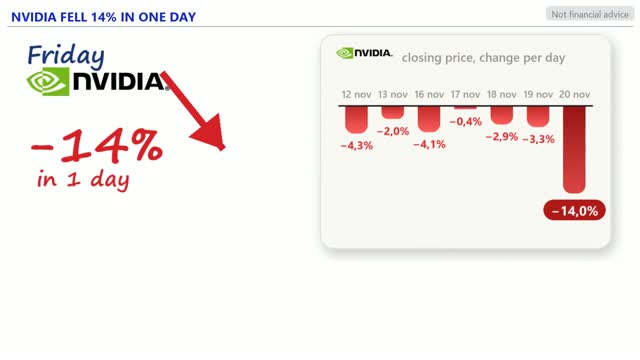 NVIDIA FELL 14% IN ONE DAY
Not financial advice
Friday
NVIDIA
−14%
in 1 day
NVIDIA. closing price, change per day
12 nov 13 nov 16 nov 17 nov 18 nov 19 nov 20 nov
−4,3% −2,0% −4,1% −0,4% −2,9% −3,3%
−14,0%